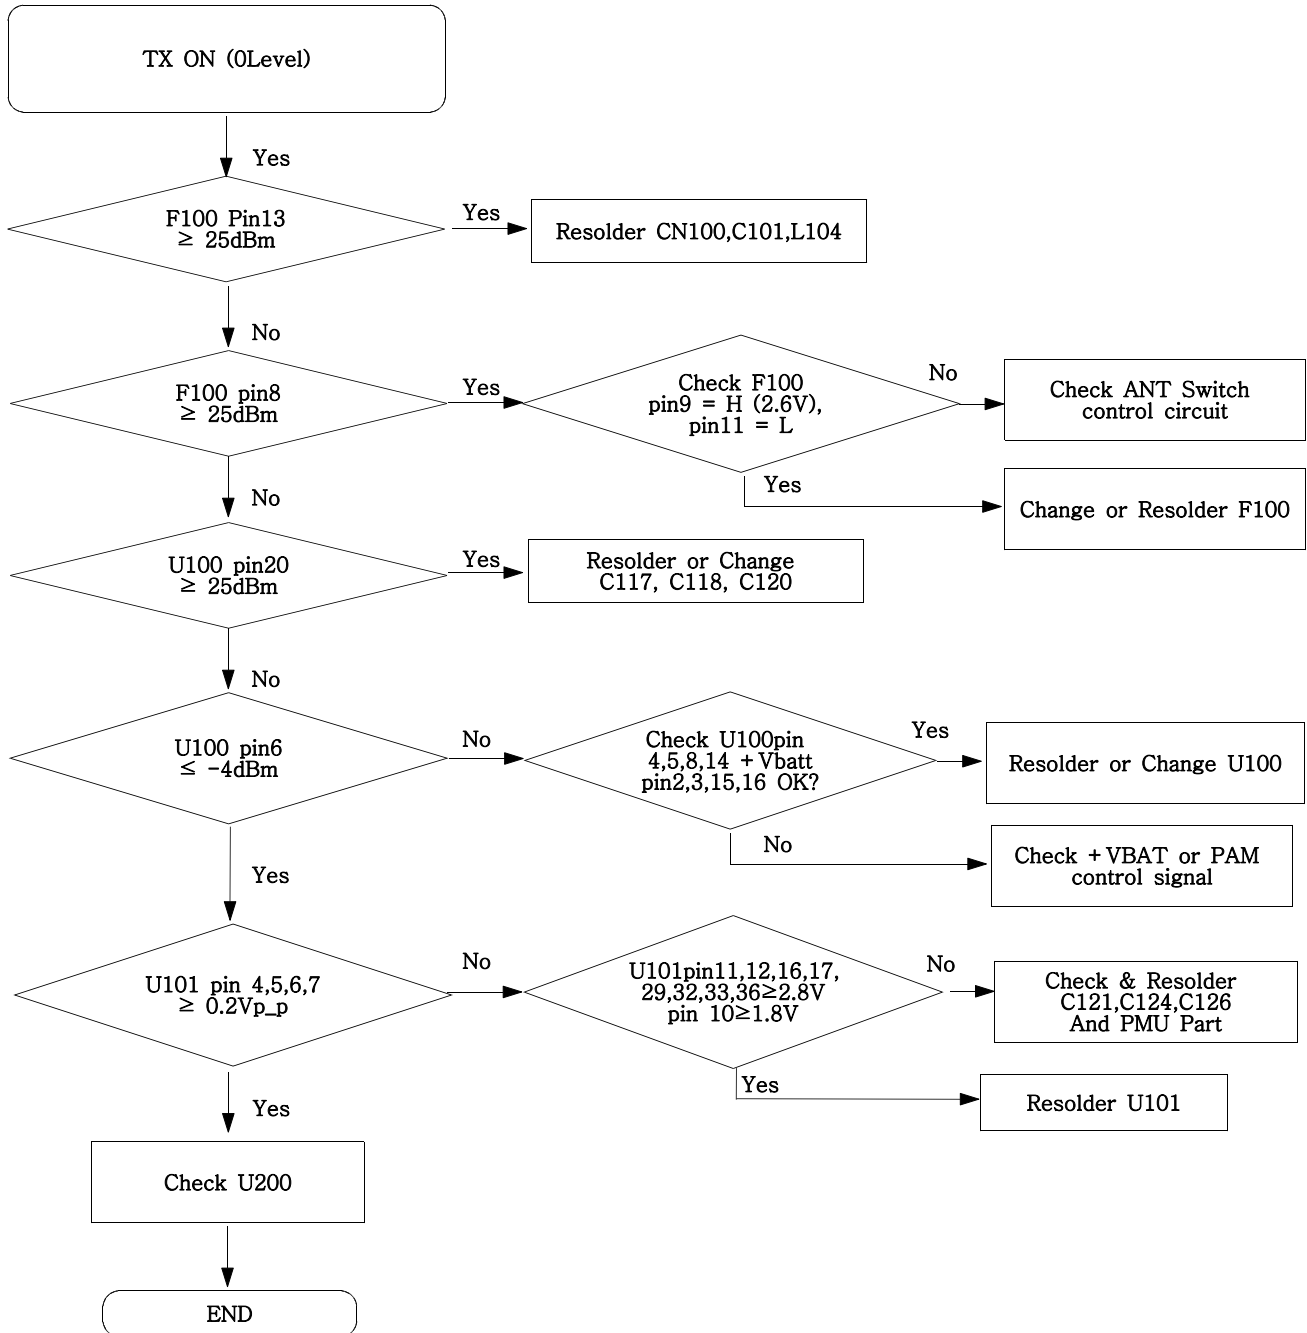 TX ON (0Level)
Yes
F100 Pin13
≥ 25dBm
Yes
Resolder CN100,C101,L104
No
F100 pin8
≥ 25dBm
Yes
Check F100
pin9 = H (2.6V),
pin11 = L
No
Check ANT Switch
control circuit
Yes
Change or Resolder F100
No
U100 pin20
≥ 25dBm
Yes
Resolder or Change
C117, C118, C120
No
U100 pin6
≤ -4dBm
No
Check U100pin
4,5,8,14 +Vbatt
pin2,3,15,16 OK?
Yes
Resolder or Change U100
No
Check +VBAT or PAM
control signal
Yes
U101 pin 4,5,6,7
≥ 0.2Vp_p
No
U101pin11,12,16,17,
29,32,33,36≥2.8V
pin 10≥1.8V
No
Check & Resolder
C121,C124,C126
And PMU Part
Yes
Resolder U101
Yes
Check U200
END